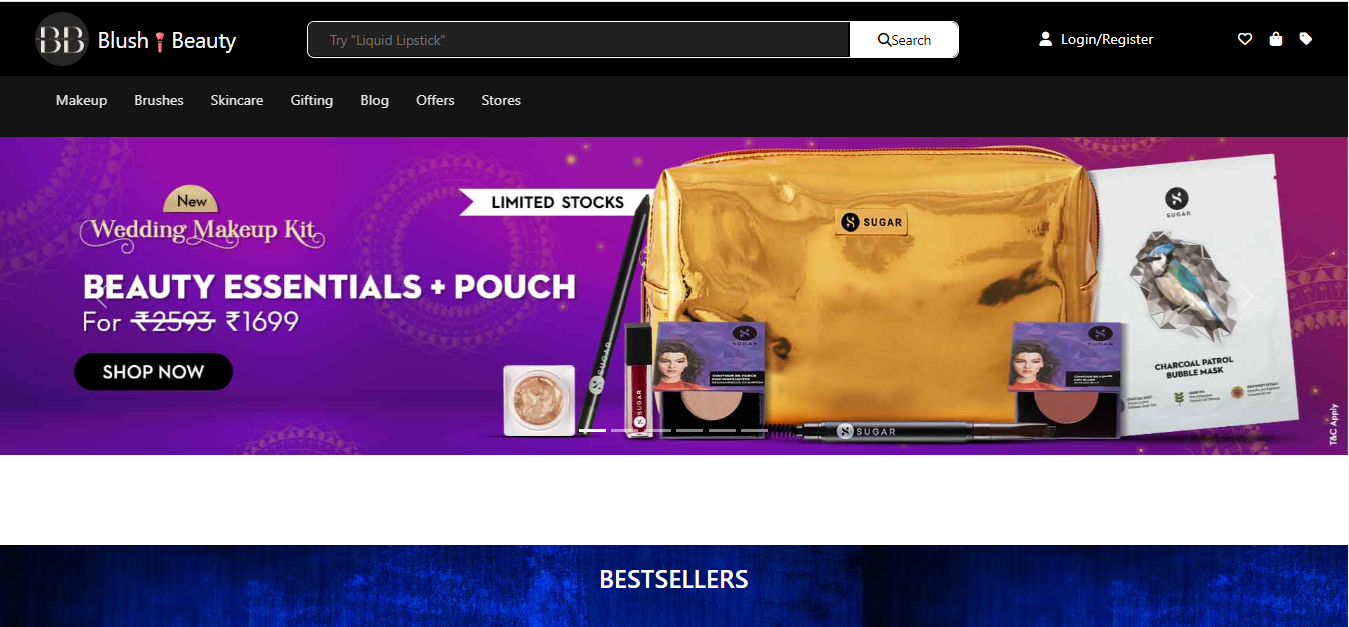 BB Blush Beauty
Try "Liquid Lipstick"
Search
Login/Register
Makeup Brushes Skincare Gifting Blog Offers Stores
New
Wedding Makeup Kit
LIMITED STOCKS
BEAUTY ESSENTIALS + POUCH
For ₹2593 ₹1699
SHOP NOW
SUGAR
SUGAR
CHARCOAL PATROL
BUBBLE MASK
SUGAR
SUGAR
SUGAR
T&C Apply
BESTSELLERS